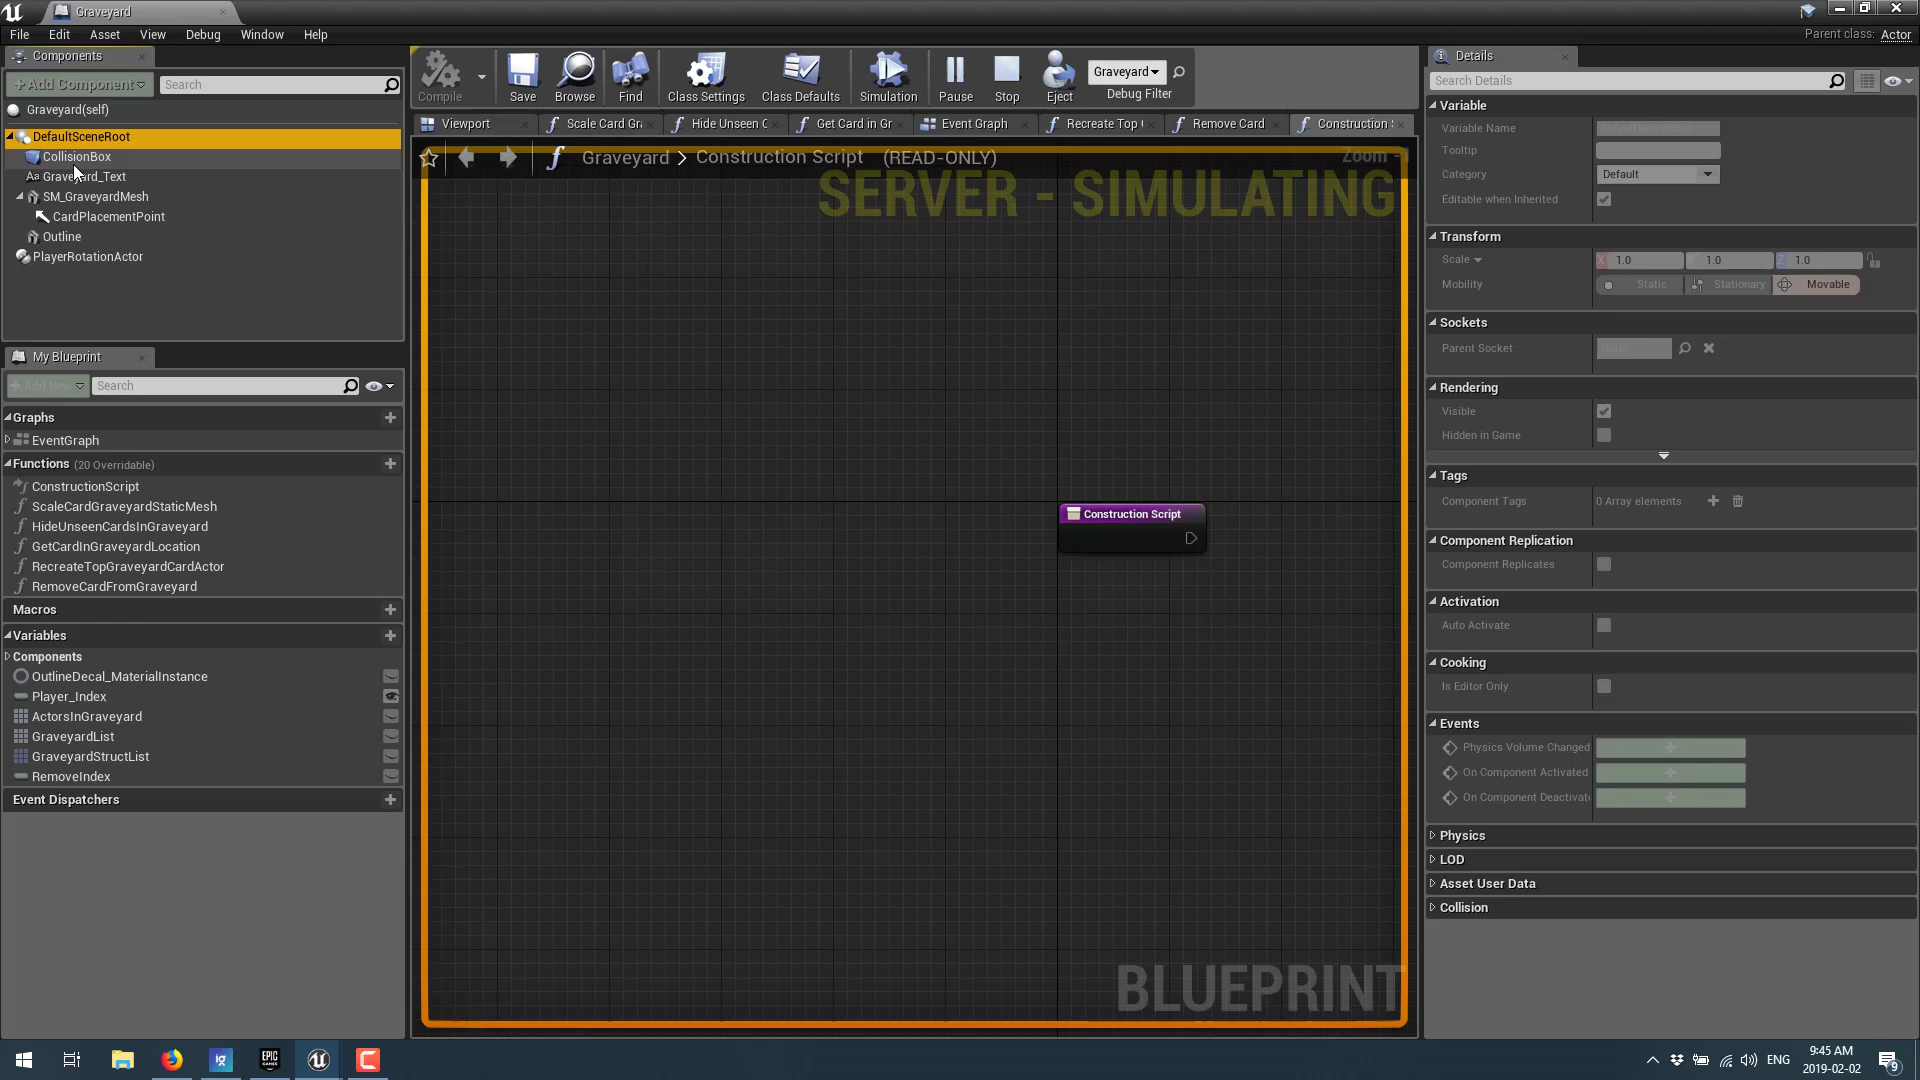 Graveyard
File Edit Asset View Debug Window Help
Parent class: Actor
Components
+Add Component Search
Graveyard(self)
DefaultSceneRoot
CollisionBox
Graveyard_Text
SM_GraveyardMesh
CardPlacementPoint
Outline
PlayerRotationActor
My Blueprint
+Add New Search
Graphs
EventGraph
Functions (20 Overridable)
ConstructionScript
ScaleCardGraveyardStaticMesh
HideUnseenCardsInGraveyard
GetCardInGraveyardLocation
RecreateTopGraveyardCardActor
RemoveCardFromGraveyard
Macros
Variables
Components
OutlineDecal_MaterialInstance
Player_Index
ActorsInGraveyard
GraveyardList
GraveyardStructList
RemoveIndex
Event Dispatchers
Compile Save Browse Find Class Settings Class Defaults Simulation Pause Stop Eject
Graveyard
Debug Filter
Viewport Scale Card Gra Hide Unseen C Get Card in Gr Event Graph Recreate Top Remove Card Construction
Graveyard > Construction Script (READ-ONLY) Zoom -1
SERVER - SIMULATING
Construction Script
BLUEPRINT
Details
Search Details
Variable
Variable Name
Tooltip
Category Default
Editable when Inherited
Transform
Scale X 1.0 1.0 Z 1.0
Mobility Static Stationary Movable
Sockets
Parent Socket
Rendering
Visible
Hidden in Game
Tags
Component Tags 0 Array elements
Component Replication
Component Replicates
Activation
Auto Activate
Cooking
Is Editor Only
Events
Physics Volume Changed
On Component Activated
On Component Deactivat
Physics
LOD
Asset User Data
Collision
ENG
9:45 AM
2019-02-02
9